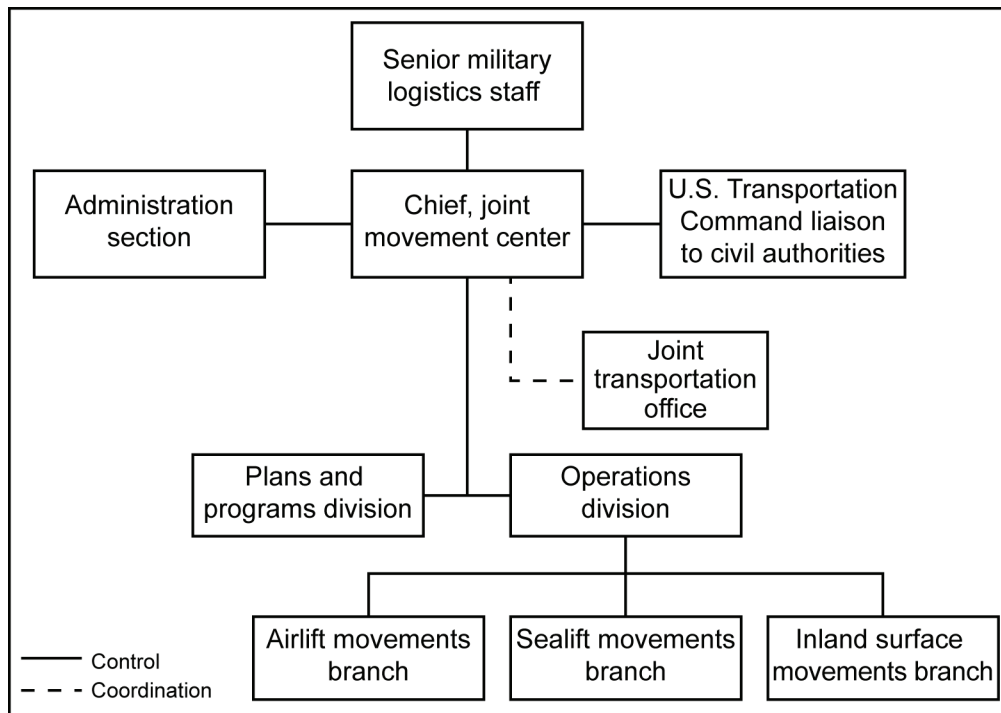 Senior military
logistics staff
Administration
section
Chief, joint
movement center
U.S. Transportation
Command liaison
to civil authorities
Joint
transportation
office
Plans and
programs division
Operations
division
Airlift movements
branch
Sealift movements
branch
Inland surface
movements branch
Control
Coordination